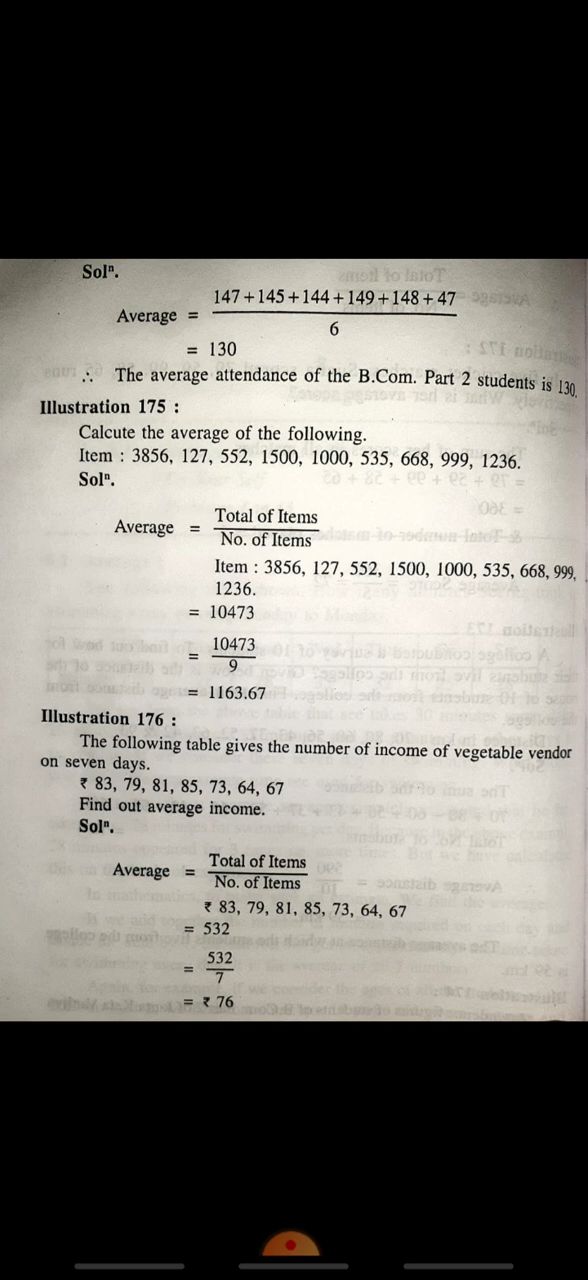 Solⁿ.
Average = 147+145+144+149+148+47 / 6
= 130
∴ The average attendance of the B.Com. Part 2 students is 130.
Illustration 175 :
Calcute the average of the following.
Item : 3856, 127, 552, 1500, 1000, 535, 668, 999, 1236.
Solⁿ.
Average = Total of Items / No. of Items
Item : 3856, 127, 552, 1500, 1000, 535, 668, 999,
1236.
= 10473
= 10473 / 9
= 1163.67
Illustration 176 :
The following table gives the number of income of vegetable vendor
on seven days.
₹ 83, 79, 81, 85, 73, 64, 67
Find out average income.
Solⁿ.
Average = Total of Items / No. of Items
₹ 83, 79, 81, 85, 73, 64, 67
= 532
= 532 / 7
= ₹ 76